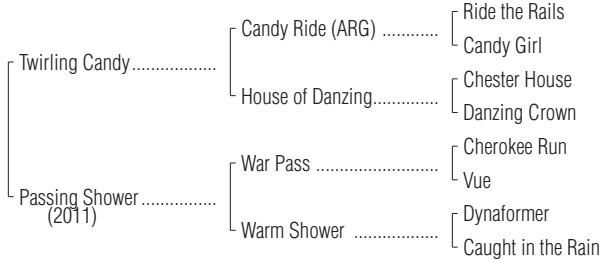 Ride the Rails
Candy Ride (ARG) ............
Candy Girl
Twirling Candy.................
Chester House
House of Danzing..............
Danzing Crown
Cherokee Run
War Pass ........................
Vue
Passing Shower...............
(2011)
Dynaformer
Warm Shower .................
Caught in the Rain